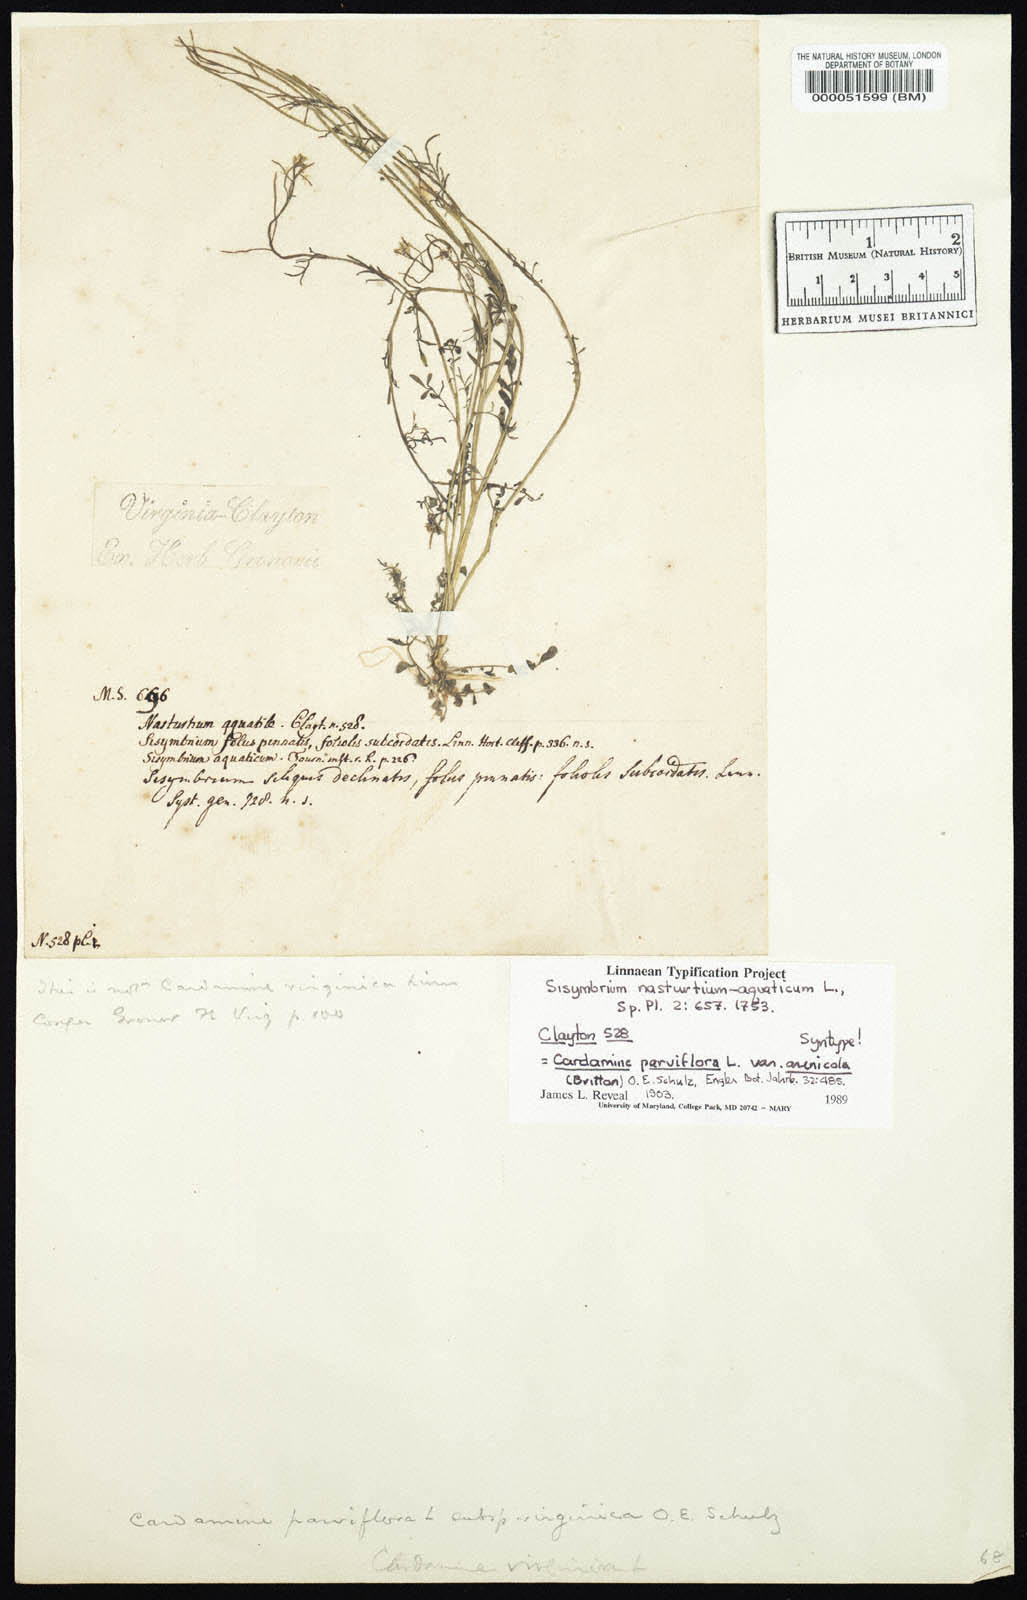 THE NATURAL HISTORY MUSEUM, LONDON
DEPARTMENT OF BOTANY
000051599 (BM)
1 2
BRITISH MUSEUM (NATURAL HISTORY)
1 2 3 4 5
HERBARIUM MUSEI BRITANNICI
Virginia-Clayton
Ex. Herb Gronovii
M.S. 696
Nasturtium aquatile. Clayt. n. 528.
Sisymbrium foliis pinnatis, foliolis subcordatis. Linn. Hort. Cliff. p. 336. n. 1.
Sisymbrium aquaticum. Tourn. inst. r. h. p. 226.
Sisymbrium siliquis declinatis, foliis pinnatis: foliolis subcordatis. Linn.
Syst. gen. 728. n. 1.
N. 528 pl. 2
This is not Cardamine virginica Linn
Confer Gronov Fl Virg p.
Linnaean Typification Project
Sisymbrium nasturtium-aquaticum L.,
Sp. Pl. 2: 657. 1753.
Clayton 528 Syntype!
= Cardamine parviflora L. var. arenicola
(Britton) O. E. Schulz, Engler Bot. Jahrb. 32: 485.
James L. Reveal 1903. 1989
University of Maryland, College Park, MD 20742 – MARY
Cardamine parviflora L subsp virginica O. E. Schulz
Cardamine virginica L
68